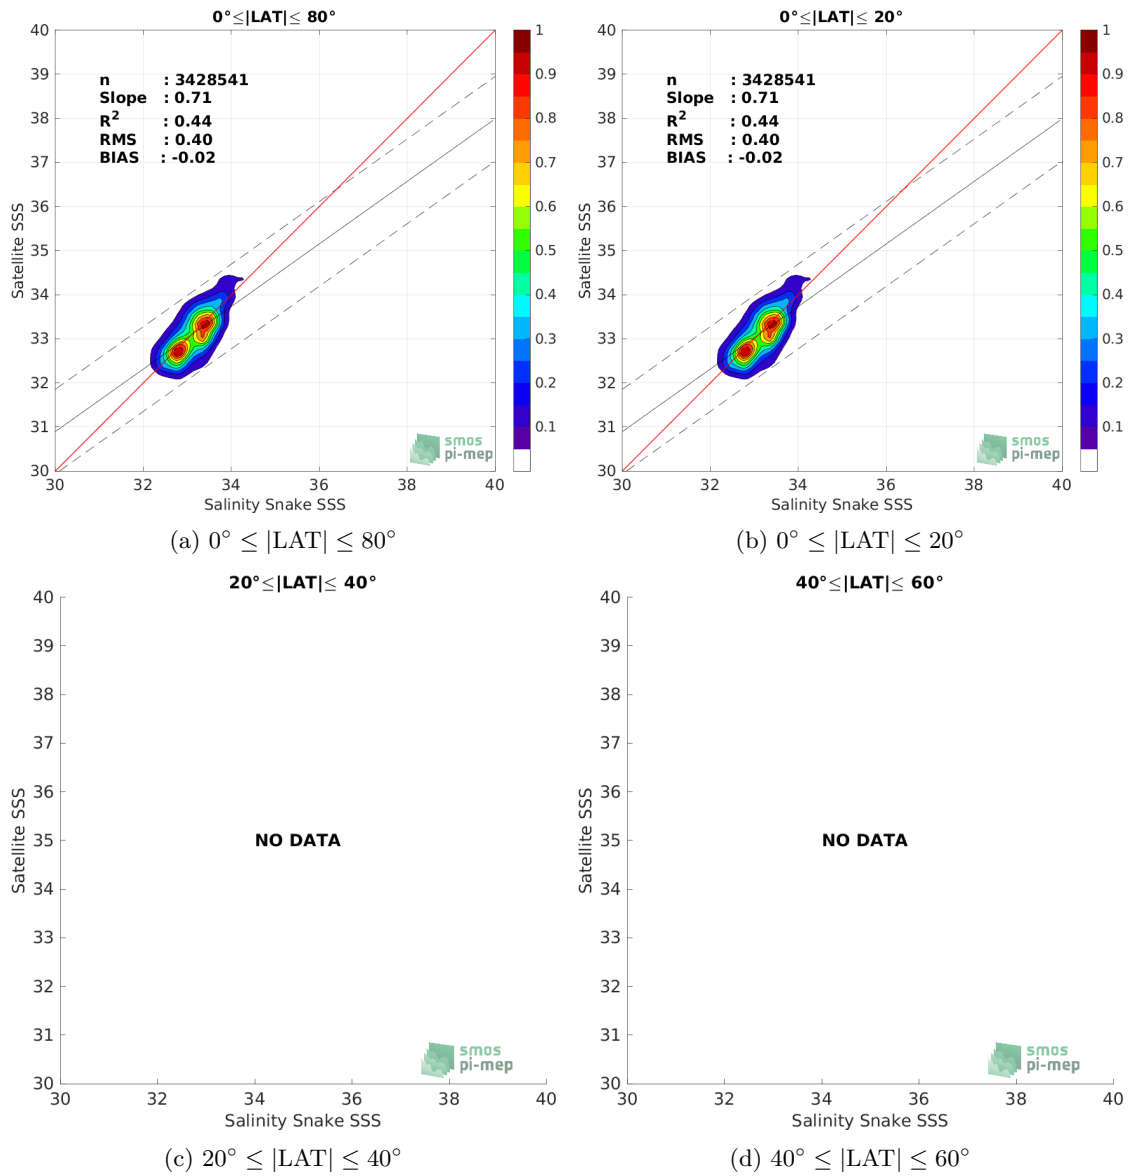 0°≤|LAT|≤ 80°
40
39
38
37
36
35
34
33
32
31
30
Satellite SSS
n : 3428541
Slope : 0.71
R² : 0.44
RMS : 0.40
BIAS : -0.02
smos
pi-mep
30 32 34 36 38 40
Salinity Snake SSS
1
0.9
0.8
0.7
0.6
0.5
0.4
0.3
0.2
0.1
(a) 0° ≤ |LAT| ≤ 80°
0°≤|LAT|≤ 20°
40
39
38
37
36
35
34
33
32
31
30
Satellite SSS
n : 3428541
Slope : 0.71
R² : 0.44
RMS : 0.40
BIAS : -0.02
smos
pi-mep
30 32 34 36 38 40
Salinity Snake SSS
1
0.9
0.8
0.7
0.6
0.5
0.4
0.3
0.2
0.1
(b) 0° ≤ |LAT| ≤ 20°
20°≤|LAT|≤ 40°
40
39
38
37
36
35
34
33
32
31
30
Satellite SSS
NO DATA
smos
pi-mep
30 32 34 36 38 40
Salinity Snake SSS
(c) 20° ≤ |LAT| ≤ 40°
40°≤|LAT|≤ 60°
40
39
38
37
36
35
34
33
32
31
30
Satellite SSS
NO DATA
smos
pi-mep
30 32 34 36 38 40
Salinity Snake SSS
(d) 40° ≤ |LAT| ≤ 60°